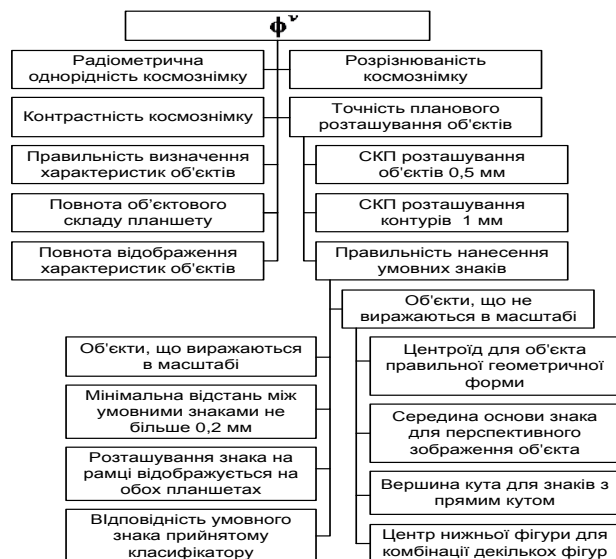 ϕᵛ
Радіометрична
однорідність космознімку
Розрізнюваність
космознімку
Контрастність космознімку
Точність планового
розташування об'єктів
Правильність визначення
характеристик об'єктів
СКП розташування
об'єктів 0,5 мм
Повнота об'єктового
складу планшету
СКП розташування
контурів 1 мм
Повнота відображення
характеристик об'єктів
Правильність нанесення
умовних знаків
Об'єкти, що не
виражаються в масштабі
Об'єкти, що виражаються
в масштабі
Центроїд для об'єкта
правильної геометричної
форми
Мінімальна відстань між
умовними знаками не
більше 0,2 мм
Середина основи знака
для перспективного
зображення об'єкта
Розташування знака на
рамці відображується на
обох планшетах
Вершина кута для знаків з
прямим кутом
Відповідність умовного
знака прийнятому
класифікатору
Центр нижньої фігури для
комбінації декількох фігур